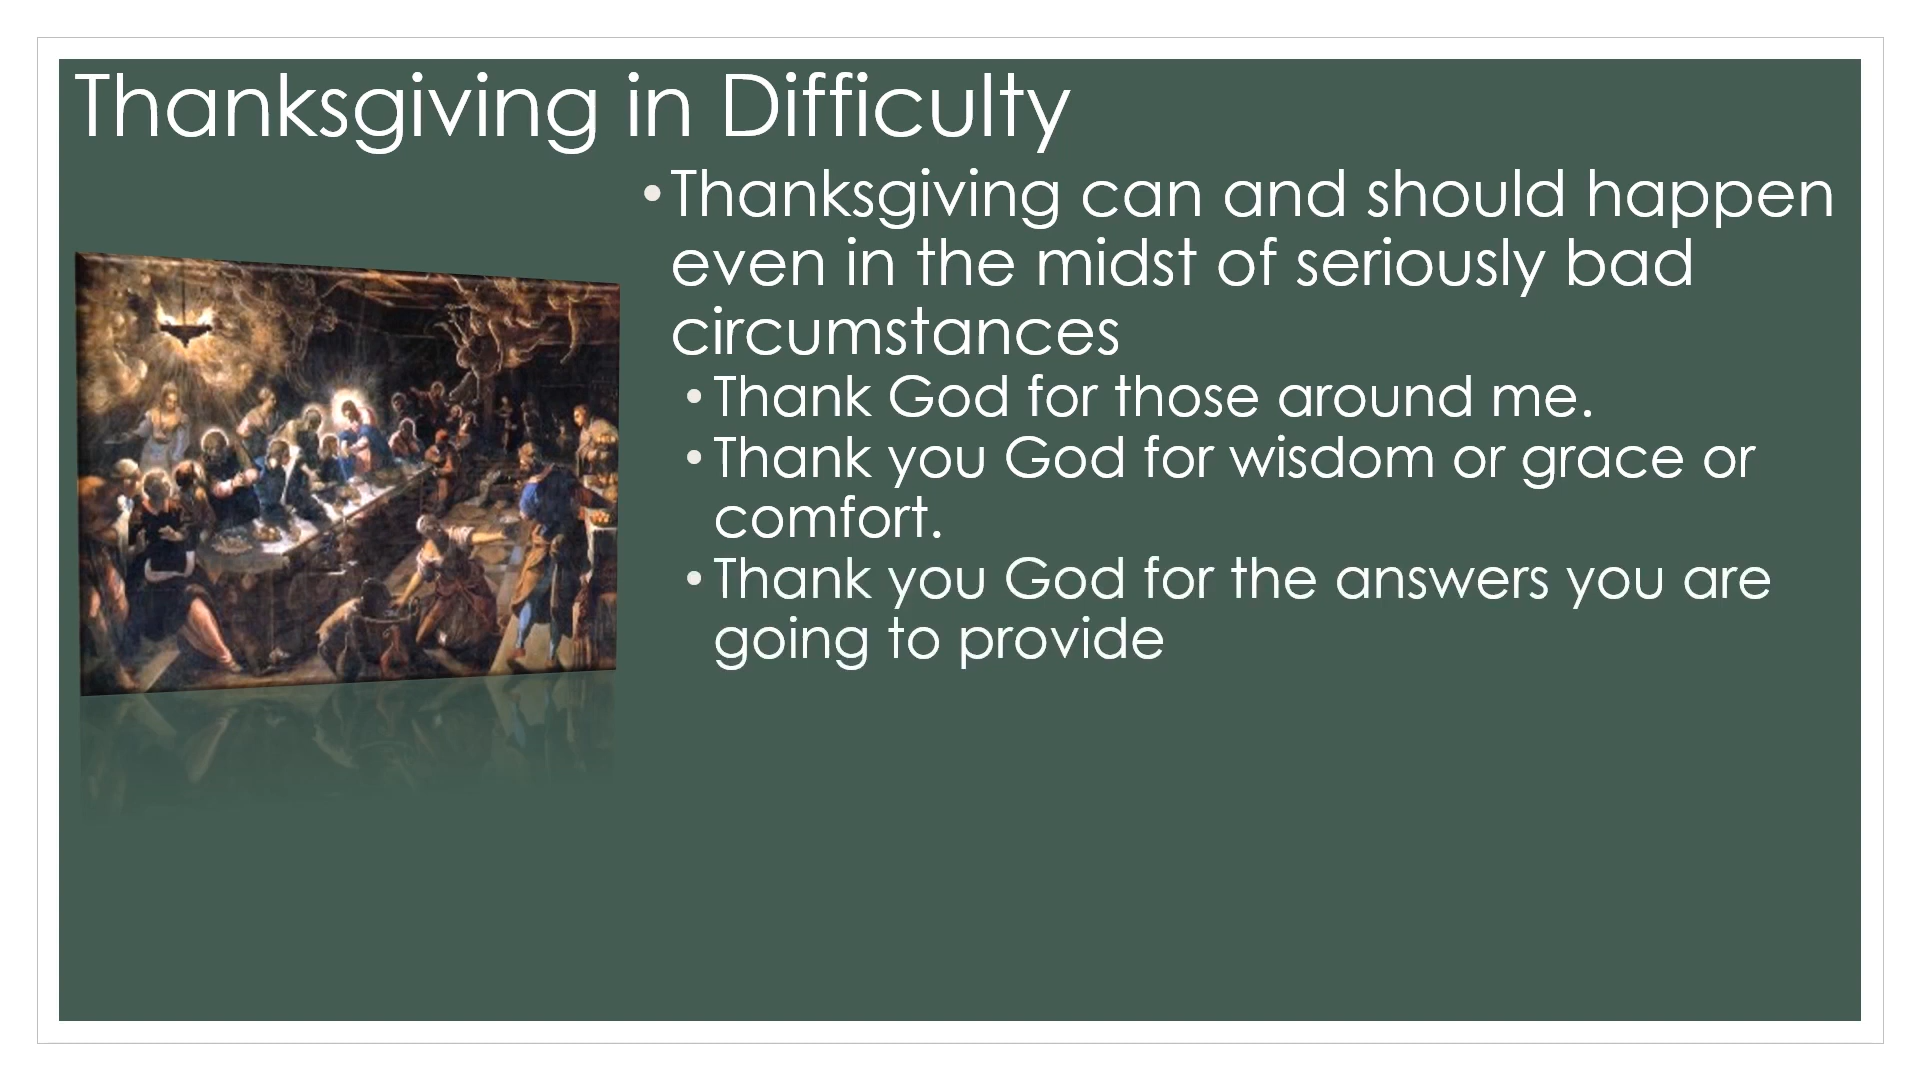 Thanksgiving in Difficulty
•Thanksgiving can and should happen
even in the midst of seriously bad
circumstances
•Thank God for those around me.
•Thank you God for wisdom or grace or
comfort.
•Thank you God for the answers you are
going to provide